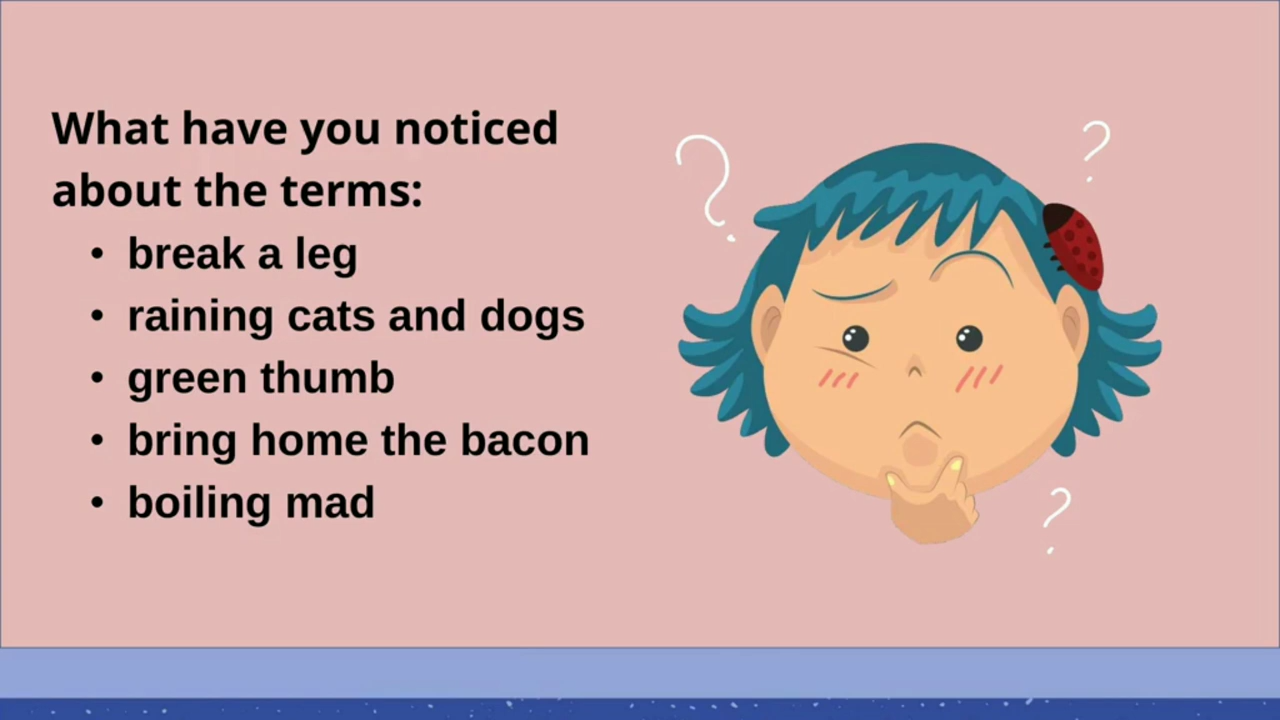 What have you noticed
about the terms:
• break a leg
• raining cats and dogs
• green thumb
• bring home the bacon
• boiling mad